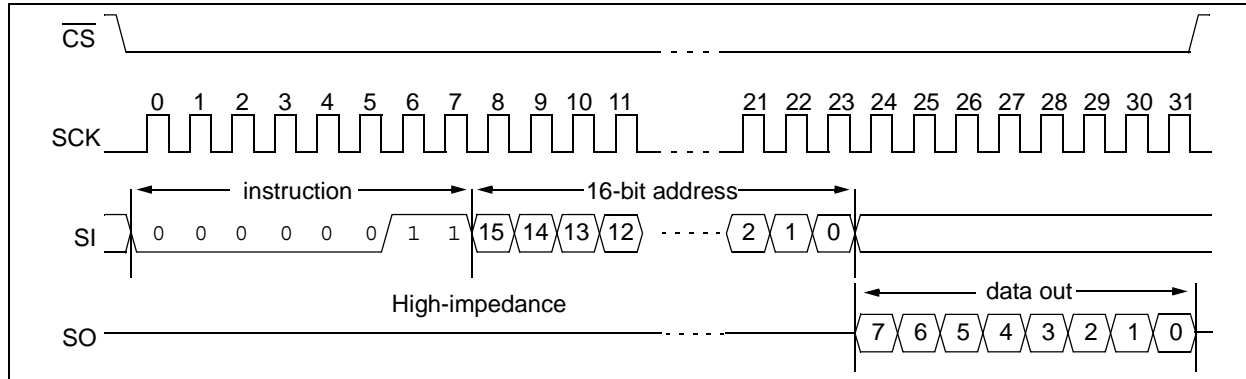 CS
0 1 2 3 4 5 6 7 8 9 10 11 21 22 23 24 25 26 27 28 29 30 31
SCK
instruction 16-bit address
SI 0 0 0 0 0 0 1 1 15 14 13 12 2 1 0
High-impedance data out
SO 7 6 5 4 3 2 1 0